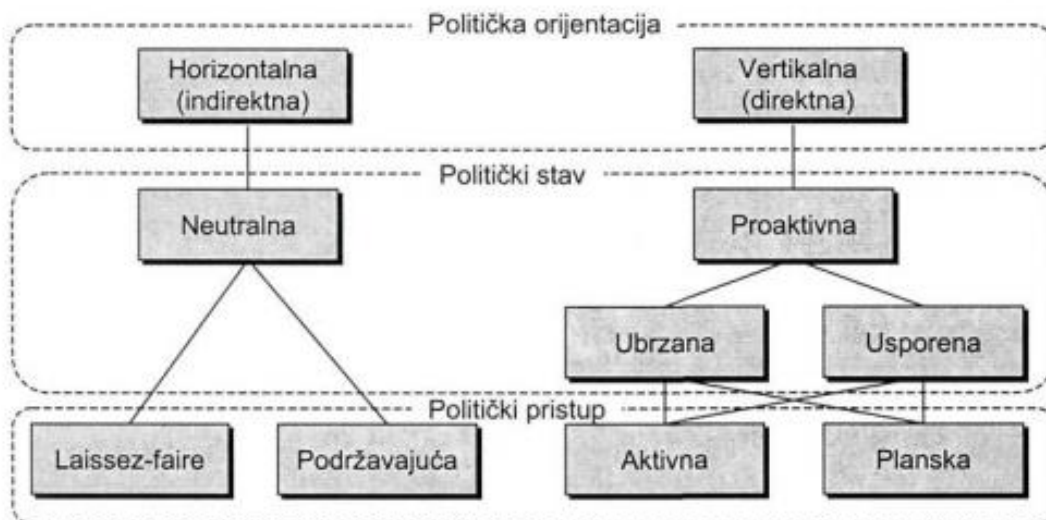 Politička orijentacija
Horizontalna
(indirektna)
Vertikalna
(direktna)
Politički stav
Neutralna
Proaktivna
Ubrzana
Usporena
Politički pristup
Laissez-faire
Podržavajuća
Aktivna
Planska